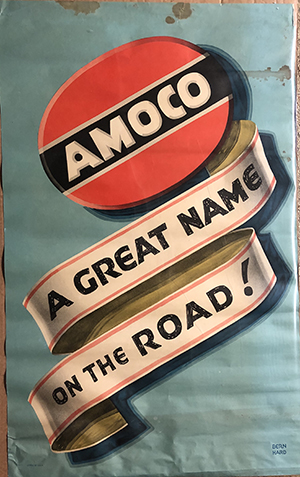 AMOCO
A GREAT NAME
ON THE ROAD!
BERN
HARD